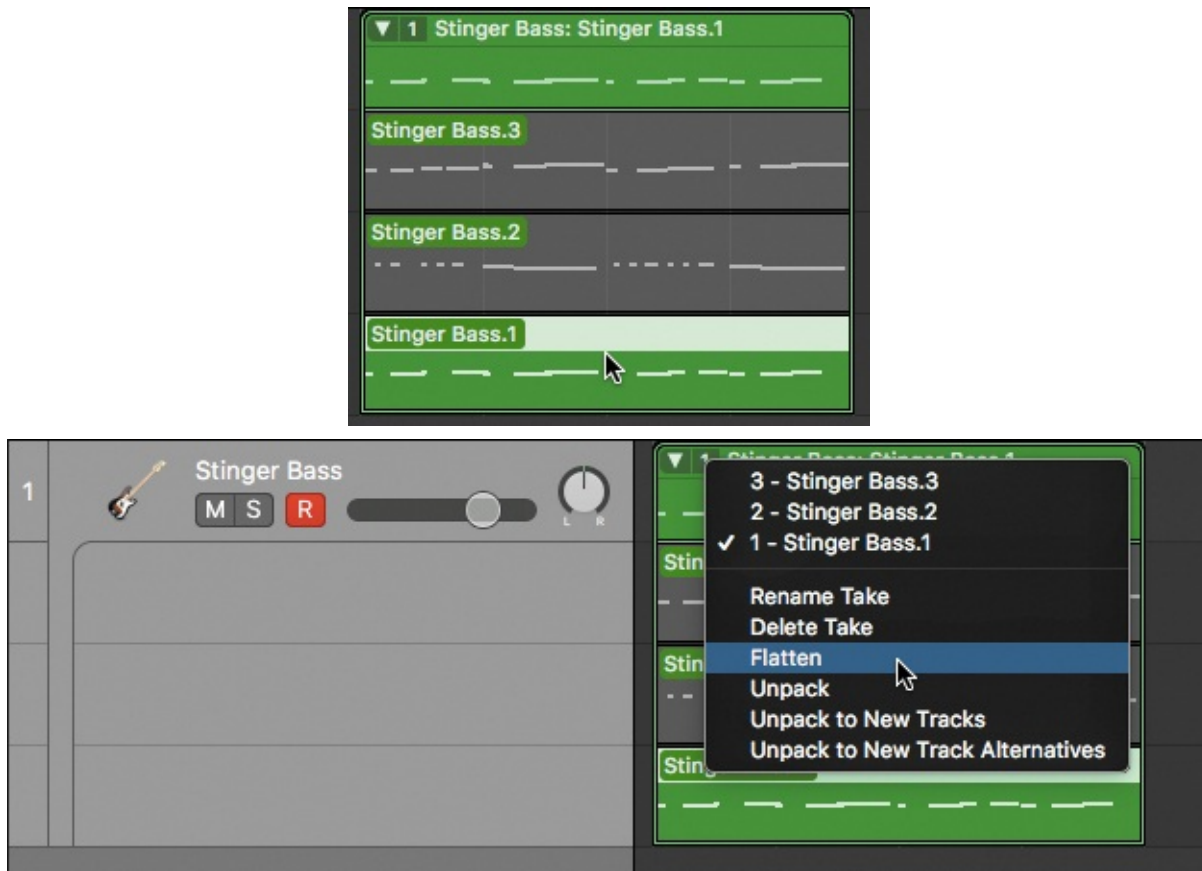 1 Stinger Bass: Stinger Bass.1
Stinger Bass.3
Stinger Bass.2
Stinger Bass.1
1
Stinger Bass
M S R
L R
3 - Stinger Bass.3
2 - Stinger Bass.2
✓ 1 - Stinger Bass.1
Rename Take
Delete Take
Flatten
Unpack
Unpack to New Tracks
Unpack to New Track Alternatives
Stin
Stin
Stin